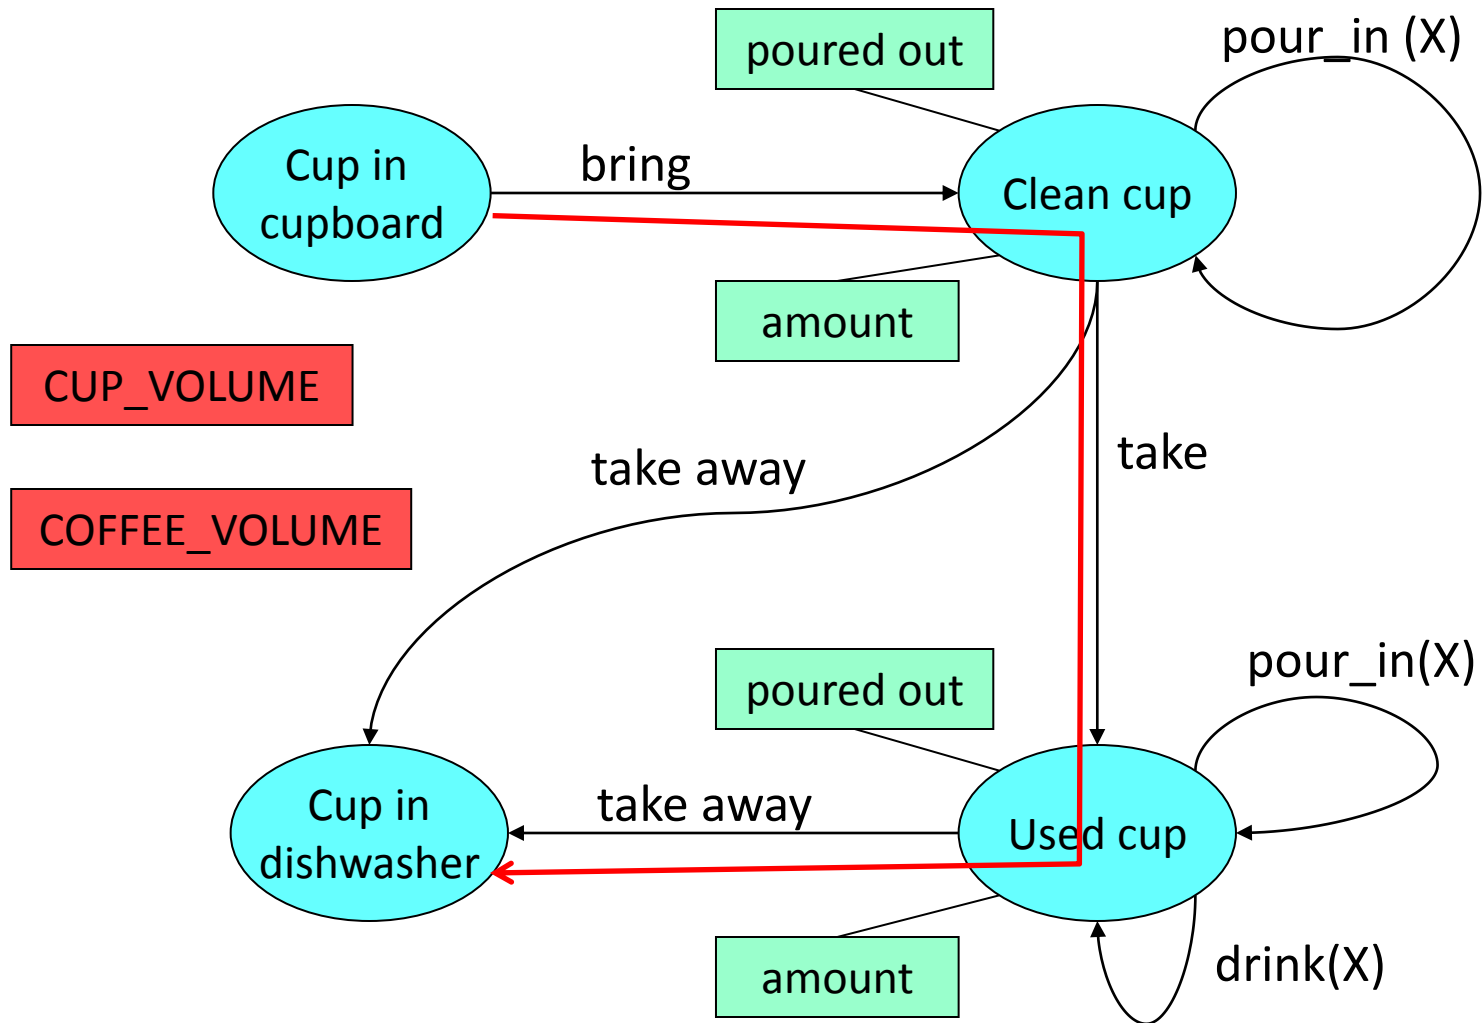 poured out
pour_in (X)
Cup in
cupboard
bring
Clean cup
amount
CUP_VOLUME
take away
take
COFFEE_VOLUME
poured out
pour_in(X)
Cup in
dishwasher
take away
Used cup
amount
drink(X)